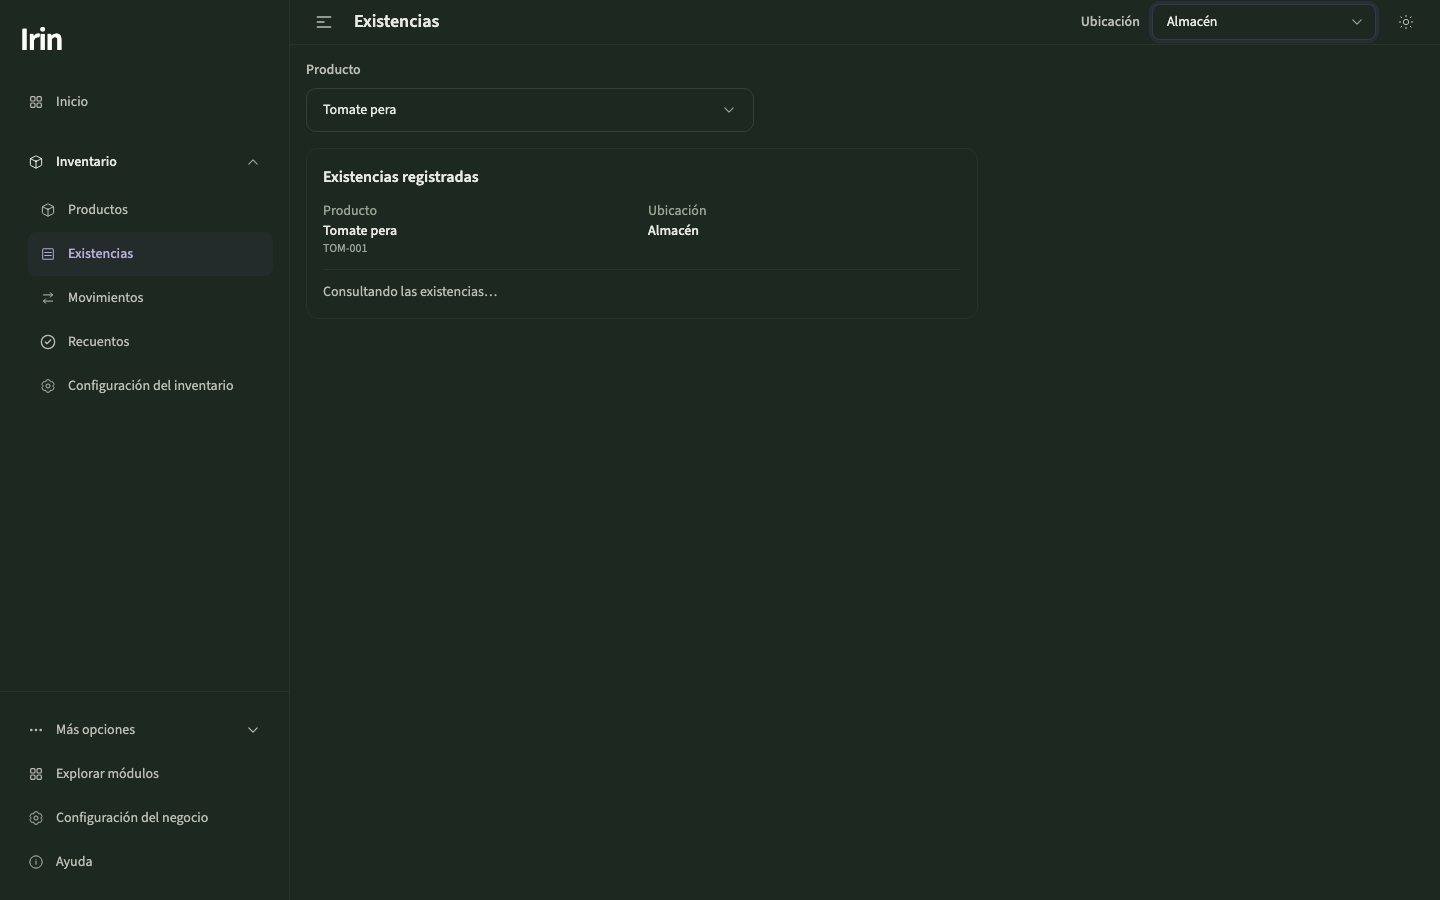 Irin
Inicio
Inventario
Productos
Existencias
Movimientos
Recuentos
Configuración del inventario
Más opciones
Explorar módulos
Configuración del negocio
Ayuda
Existencias
Ubicación
Almacén
Producto
Tomate pera
Existencias registradas
Producto
Tomate pera
TOM-001
Ubicación
Almacén
Consultando las existencias…